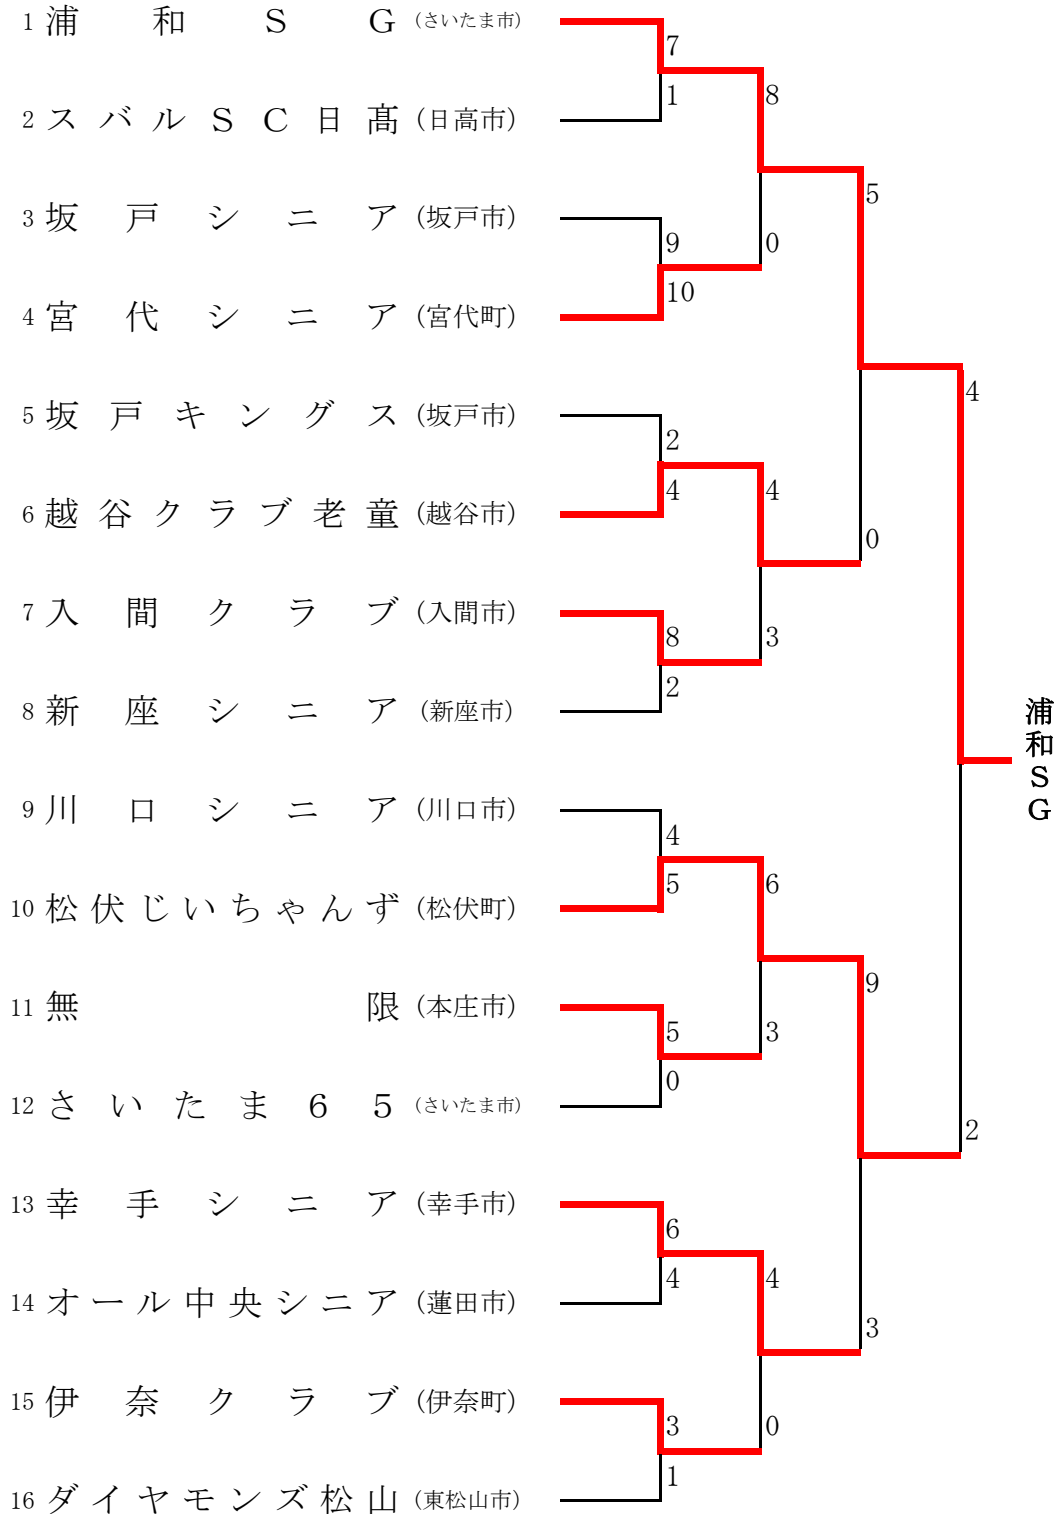 1 浦和ＳＧ (さいたま市)
7
1
8
2 スバルＳＣ日髙 (日高市)
3 坂戸シニア (坂戸市)
5
9
0
10
4 宮代シニア (宮代町)
4
5 坂戸キングス (坂戸市)
2
4
4
6 越谷クラブ老童 (越谷市)
0
7 入間クラブ (入間市)
8
3
2
8 新座シニア (新座市)
浦和ＳＧ
9 川口シニア (川口市)
4
5
6
10 松伏じいちゃんず (松伏町)
9
11 無限 (本庄市)
5
3
0
12 さいたま６５ (さいたま市)
2
13 幸手シニア (幸手市)
6
4
4
14 オール中央シニア (蓮田市)
3
15 伊奈クラブ (伊奈町)
3
0
1
16 ダイヤモンズ松山 (東松山市)